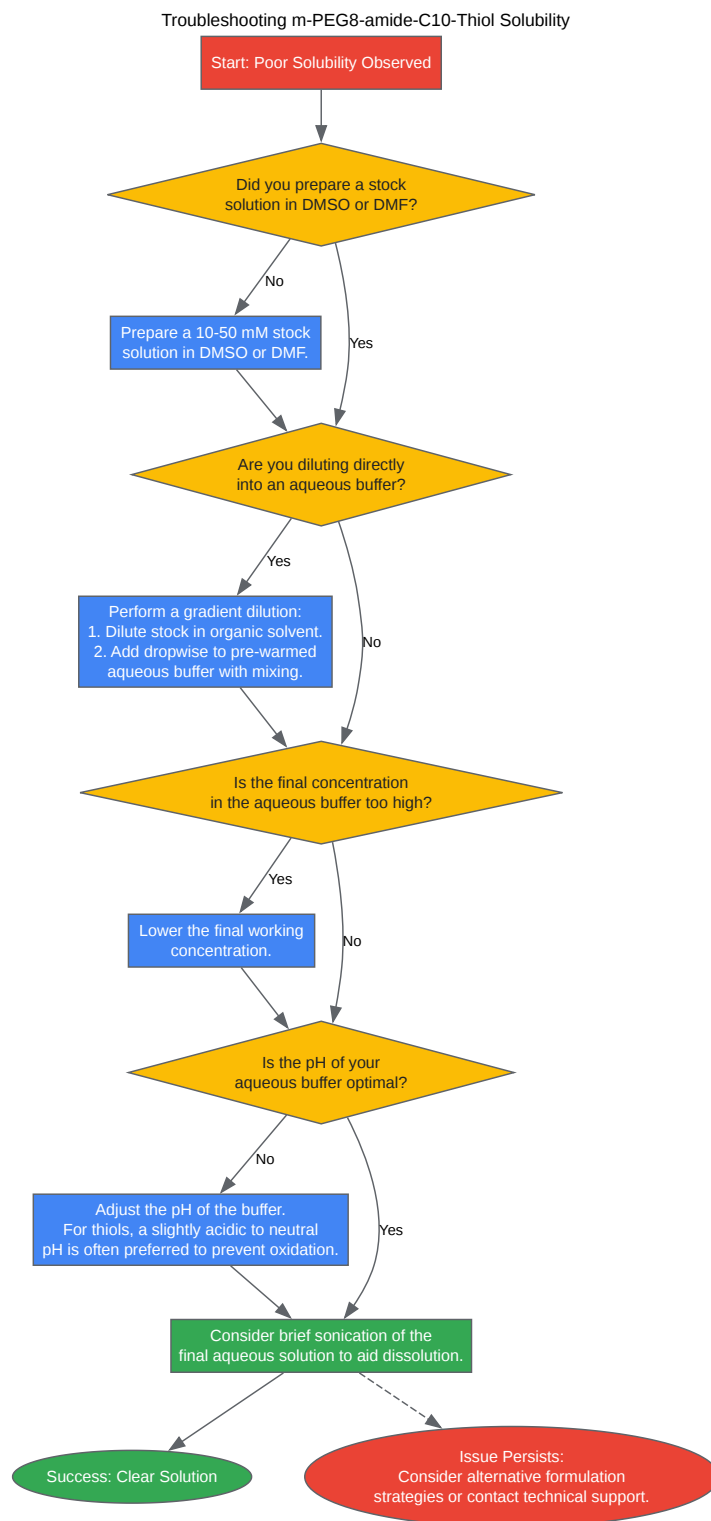 Troubleshooting m-PEG8-amide-C10-Thiol Solubility
Start: Poor Solubility Observed
Did you prepare a stock
solution in DMSO or DMF?
No
Yes
Prepare a 10-50 mM stock
solution in DMSO or DMF.
Are you diluting directly
into an aqueous buffer?
Yes
No
Perform a gradient dilution:
1. Dilute stock in organic solvent.
2. Add dropwise to pre-warmed
aqueous buffer with mixing.
Is the final concentration
in the aqueous buffer too high?
Yes
No
Lower the final working
concentration.
Is the pH of your
aqueous buffer optimal?
No
Yes
Adjust the pH of the buffer.
For thiols, a slightly acidic to neutral
pH is often preferred to prevent oxidation.
Consider brief sonication of the
final aqueous solution to aid dissolution.
Success: Clear Solution
Issue Persists:
Consider alternative formulation
strategies or contact technical support.